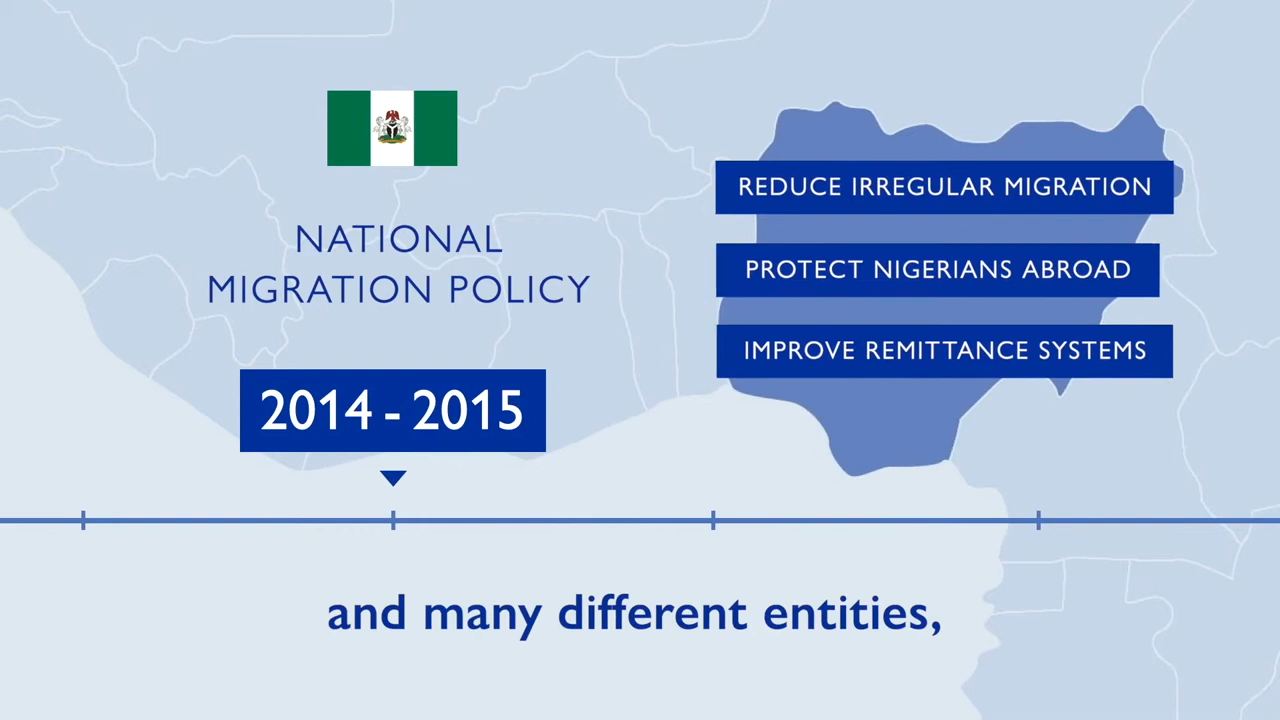 NATIONAL
MIGRATION POLICY
2014 - 2015
REDUCE IRREGULAR MIGRATION
PROTECT NIGERIANS ABROAD
IMPROVE REMITTANCE SYSTEMS
and many different entities,